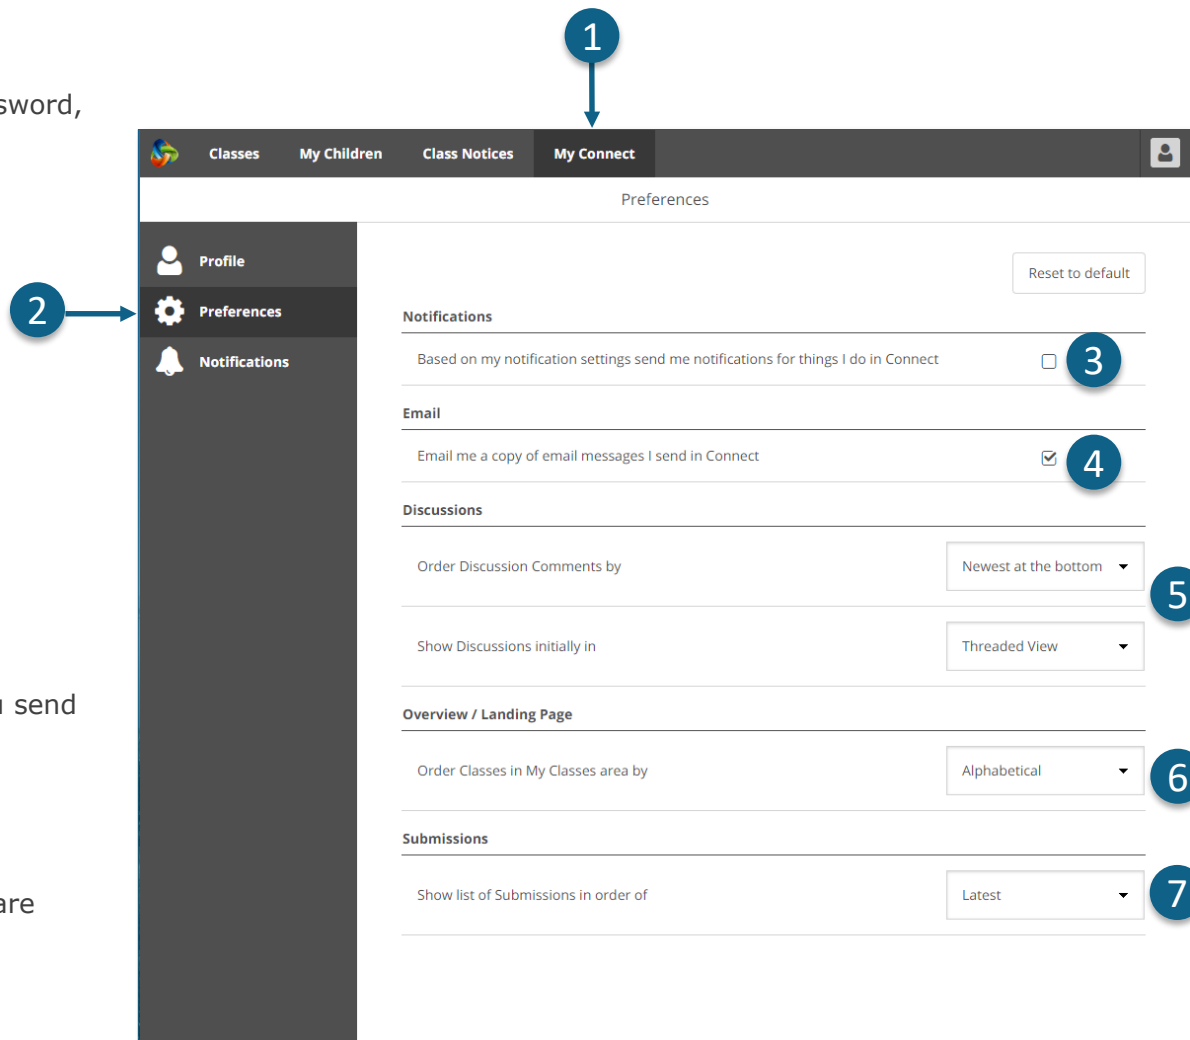 1
sword,
Classes My Children Class Notices My Connect
Preferences
Profile
Reset to default
2
Preferences
Notifications
Notifications
Based on my notification settings send me notifications for things I do in Connect
3
Email
Email me a copy of email messages I send in Connect
4
Discussions
Order Discussion Comments by
Newest at the bottom
5
Show Discussions initially in
Threaded View
send
Overview / Landing Page
Order Classes in My Classes area by
Alphabetical
6
Submissions
Show list of Submissions in order of
Latest
7
are